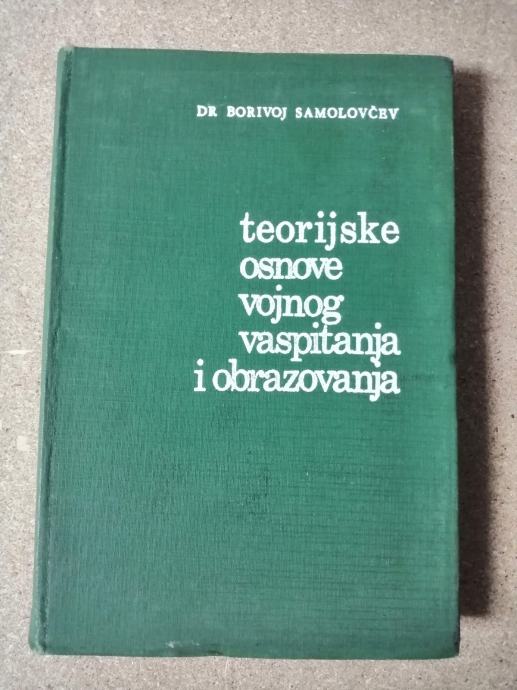 DR BORIVOJ SAMOLOVČEV
teorijske
osnove
vojnog
vaspitanja
i obrazovanja